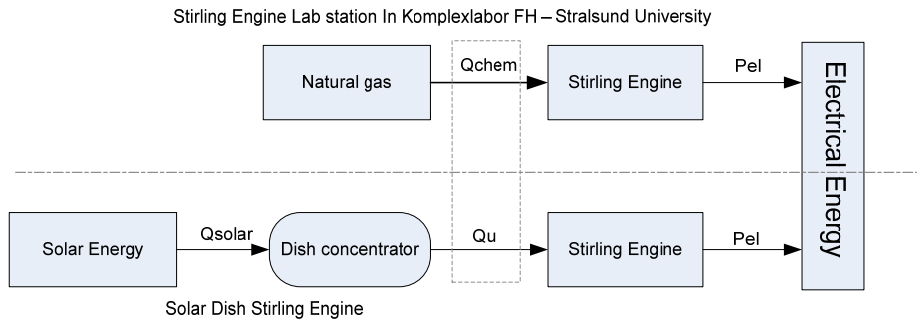 Stirling Engine Lab station In Komplexlabor FH – Stralsund University
Natural gas
Qchem
Stirling Engine
Pel
Electrical Energy
Solar Energy
Qsolar
Dish concentrator
Qu
Stirling Engine
Pel
Solar Dish Stirling Engine